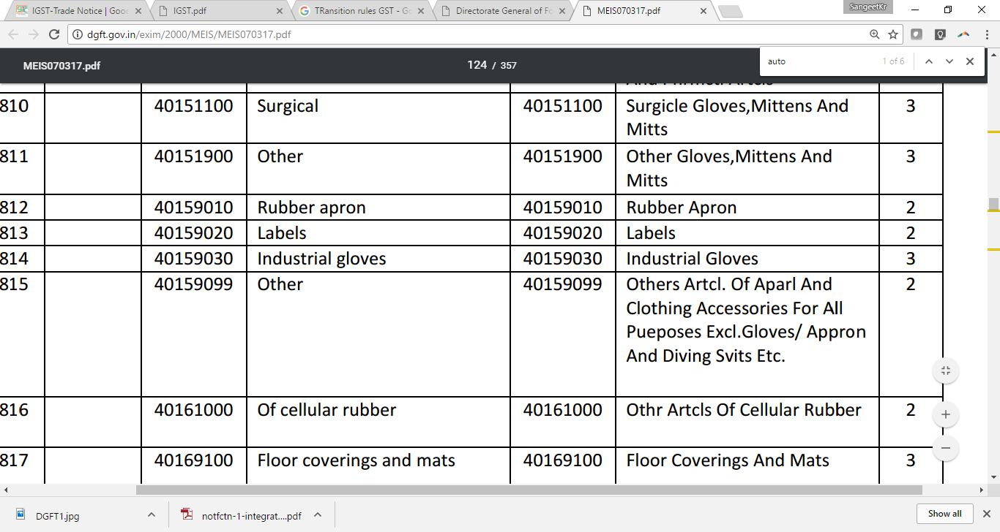 IGST-Trade Notice | Goo
IGST.pdf
TRansition rules GST - Go
Directorate General of Fo
MEIS070317.pdf
SangeetKr
dgft.gov.in/exim/2000/MEIS/MEIS070317.pdf
MEIS070317.pdf
124 / 357
auto
1 of 6
810 40151100 Surgical 40151100 Surgicle Gloves,Mittens And 3
Mitts
811 40151900 Other 40151900 Other Gloves,Mittens And 3
Mitts
812 40159010 Rubber apron 40159010 Rubber Apron 2
813 40159020 Labels 40159020 Labels 2
814 40159030 Industrial gloves 40159030 Industrial Gloves 3
815 40159099 Other 40159099 Others Artcl. Of Aparl And 2
Clothing Accessories For All
Pueposes Excl.Gloves/ Appron
And Diving Svits Etc.
816 40161000 Of cellular rubber 40161000 Othr Artcls Of Cellular Rubber 2
817 40169100 Floor coverings and mats 40169100 Floor Coverings And Mats 3
DGFT1.jpg
notfctn-1-integrat....pdf
Show all